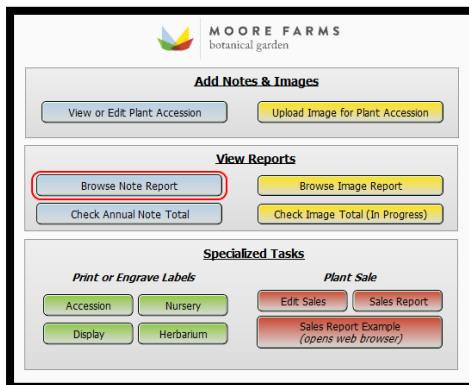 MOORE FARMS
botanical garden
Add Notes & Images
View or Edit Plant Accession
Upload Image for Plant Accession
View Reports
Browse Note Report
Browse Image Report
Check Annual Note Total
Check Image Total (In Progress)
Specialized Tasks
Print or Engrave Labels
Plant Sale
Accession
Nursery
Edit Sales
Sales Report
Display
Herbarium
Sales Report Example
(opens web browser)